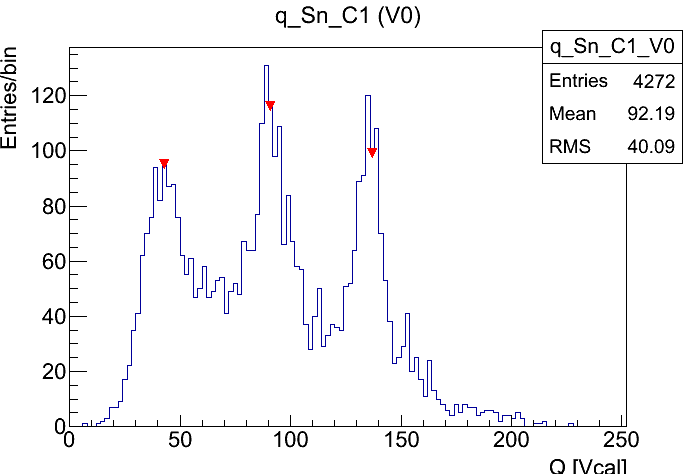 q_Sn_C1 (V0)
q_Sn_C1_V0
Entries 4272
Mean 92.19
RMS 40.09
Entries/bin
120
100
80
60
40
20
0
0 50 100 150 200 250
Q [Vcal]